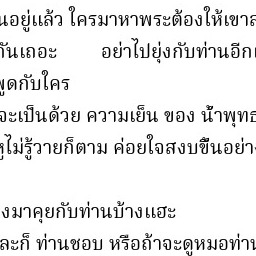 นอยู่แล้ว ใครมาหาพระต้องให้เขาส
กันเถอะ อย่าไปยุ่งกับท่านอีก
พูดกับใคร
จะเป็นด้วย ความเย็น ของ น้ำพุทธ
หูไม่รู้วายก็ตาม ค่อยใจสงบขึ้นอย่าง
งมาคุยกับท่านบ้างแฮะ
ละก็ ท่านชอบ หรือถ้าจะดูหมอท่าน